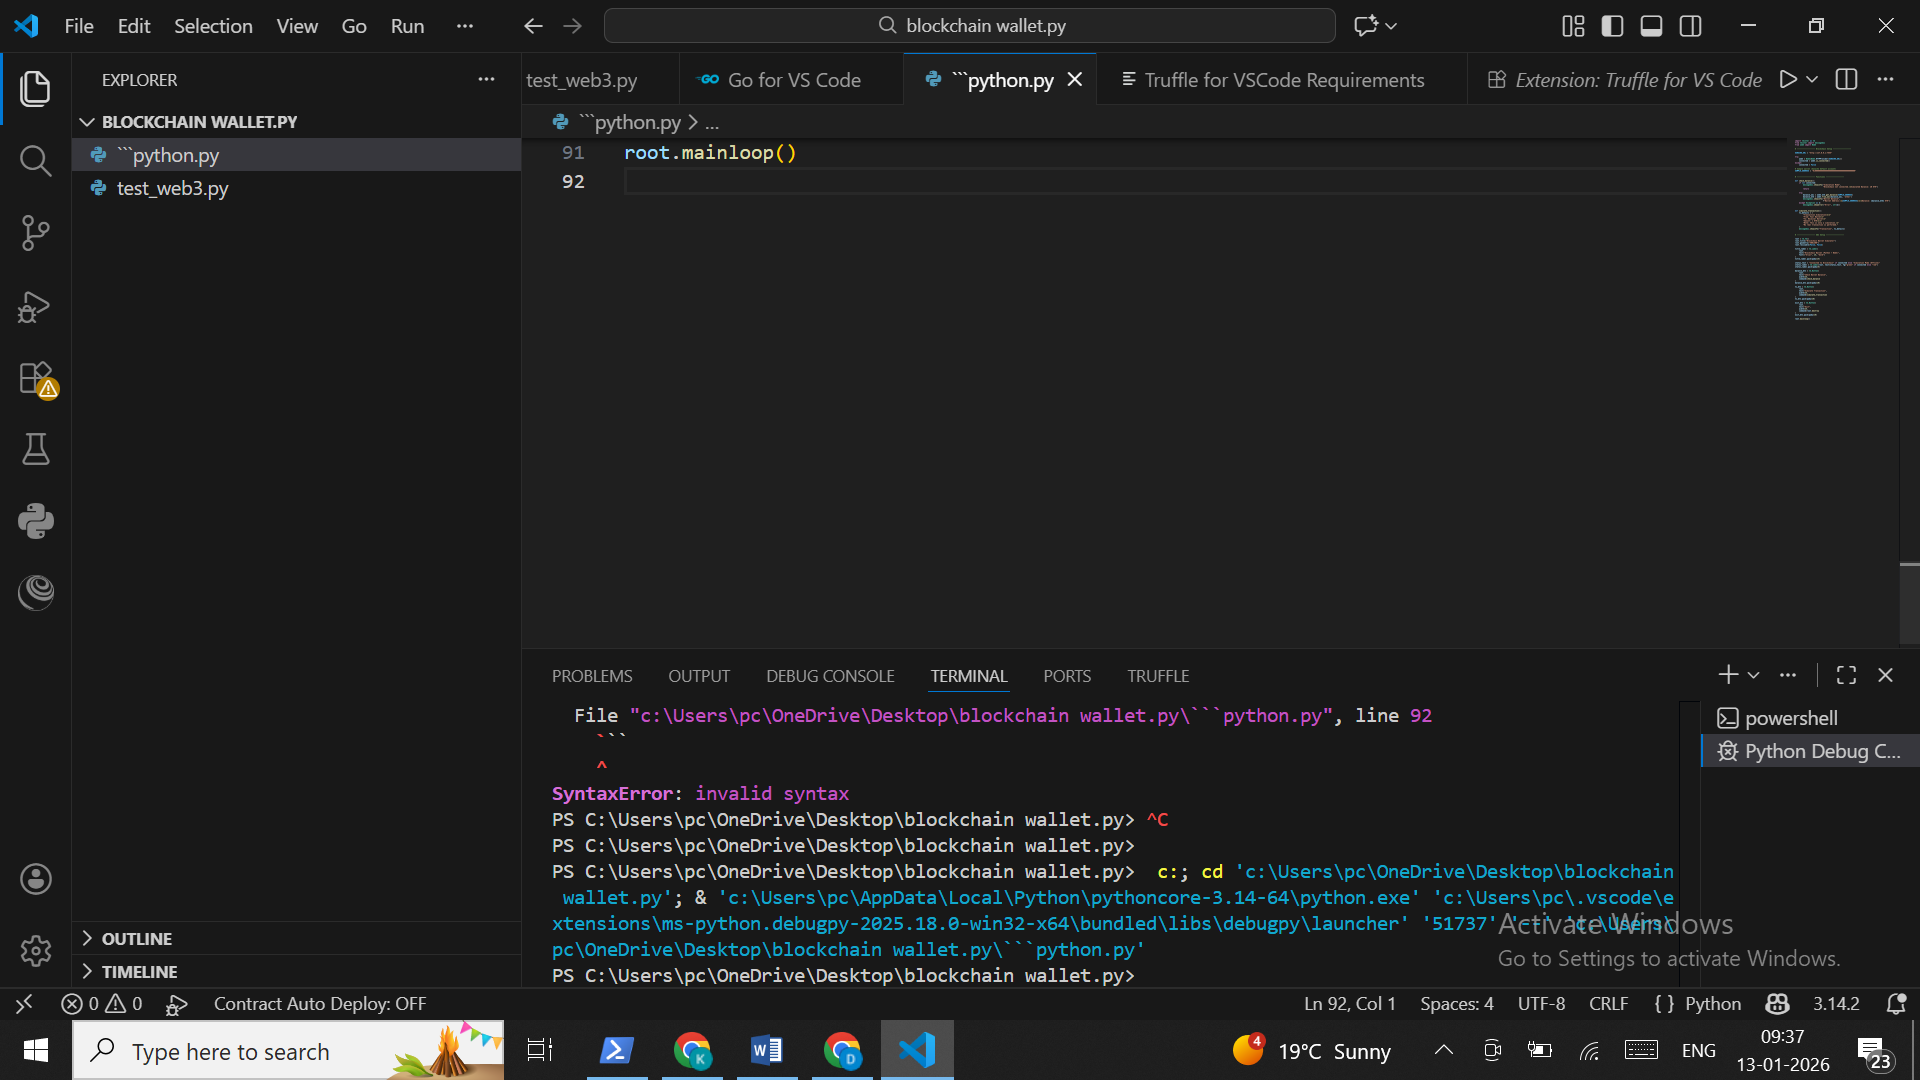 File Edit Selection View Go Run ··· blockchain wallet.py
EXPLORER ···
test_web3.py Go for VS Code ```python.py Truffle for VSCode Requirements Extension: Truffle for VS Code ···
BLOCKCHAIN WALLET.PY
```python.py
test_web3.py
```python.py > ...
91 root.mainloop()
92
PROBLEMS OUTPUT DEBUG CONSOLE TERMINAL PORTS TRUFFLE ···
File "c:\Users\pc\OneDrive\Desktop\blockchain wallet.py\```python.py", line 92
```
^
SyntaxError: invalid syntax
PS C:\Users\pc\OneDrive\Desktop\blockchain wallet.py> ^C
PS C:\Users\pc\OneDrive\Desktop\blockchain wallet.py>
PS C:\Users\pc\OneDrive\Desktop\blockchain wallet.py>  c:; cd 'c:\Users\pc\OneDrive\Desktop\blockchain
wallet.py'; & 'c:\Users\pc\AppData\Local\Python\pythoncore-3.14-64\python.exe' 'c:\Users\pc\.vscode\e
xtensions\ms-python.debugpy-2025.18.0-win32-x64\bundled\libs\debugpy\launcher' '51737' '--' 'c:\Users\
pc\OneDrive\Desktop\blockchain wallet.py\```python.py'
PS C:\Users\pc\OneDrive\Desktop\blockchain wallet.py>
powershell
Python Debug C...
Activate Windows
Go to Settings to activate Windows.
OUTLINE
TIMELINE
0 0 Contract Auto Deploy: OFF Ln 92, Col 1 Spaces: 4 UTF-8 CRLF { } Python 3.14.2
Type here to search 4 19°C Sunny ENG 09:37
13-01-2026 23